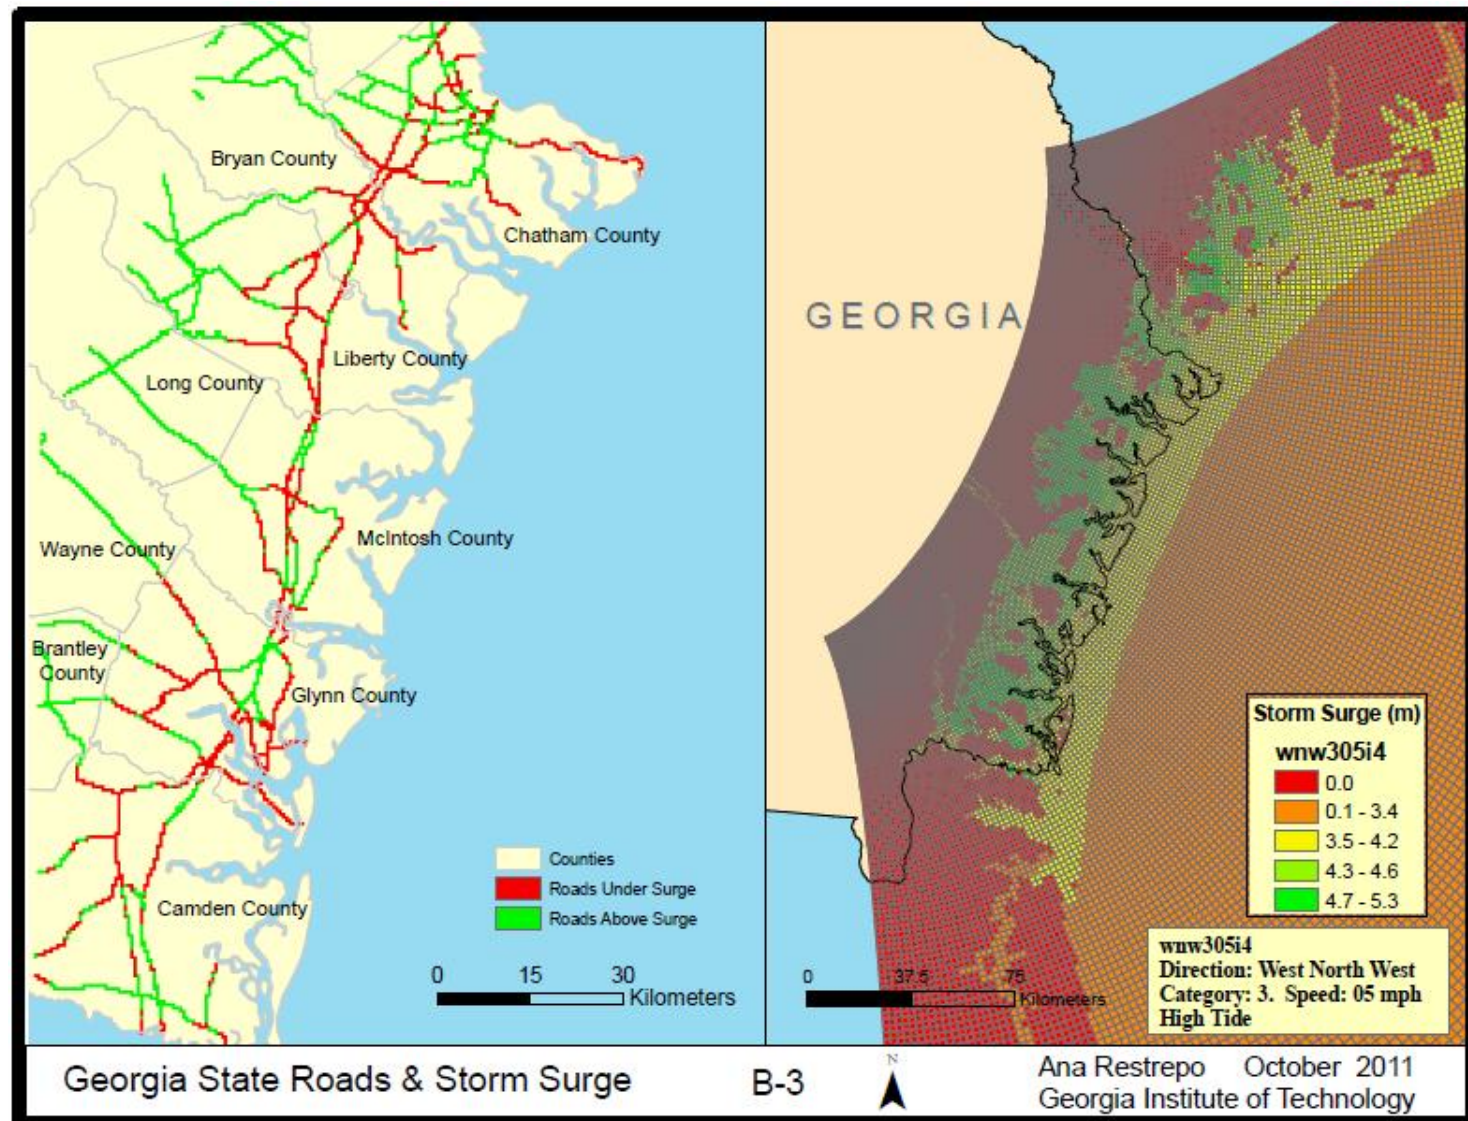 Bryan County
Chatham County
Liberty County
Long County
McIntosh County
Wayne County
Brantley
County
Glynn County
Camden County
Counties
Roads Under Surge
Roads Above Surge
0 15 30
Kilometers
GEORGIA
Storm Surge (m)
wnw305i4
0.0
0.1 - 3.4
3.5 - 4.2
4.3 - 4.6
4.7 - 5.3
wnw305i4
Direction: West North West
Category: 3. Speed: 05 mph
High Tide
0 37.5 75
Kilometers
Georgia State Roads & Storm Surge
B-3
N
Ana Restrepo October 2011
Georgia Institute of Technology